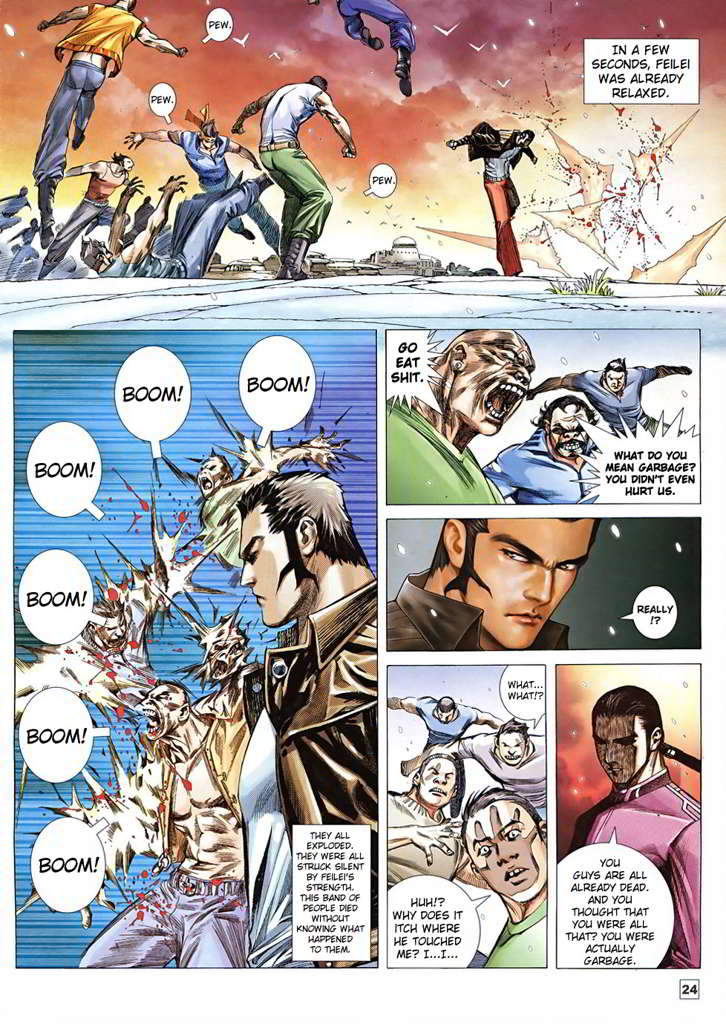 PEW.
PEW.
PEW.
IN A FEW
SECONDS, FEILEI
WAS ALREADY
RELAXED.
GO
EAT
SHIT.
WHAT DO YOU
MEAN GARBAGE?
YOU DIDN'T EVEN
HURT US.
REALLY
!?
WHAT...
WHAT!?
HUH!?
WHY DOES IT
ITCH WHERE
HE TOUCHED
ME? I...I...
YOU
GUYS ARE ALL
ALREADY DEAD.
AND YOU
THOUGHT THAT
YOU WERE ALL
THAT? YOU WERE
ACTUALLY
GARBAGE.
BOOM!
BOOM!
BOOM!
BOOM!
BOOM!
BOOM!
THEY ALL
EXPLODED.
THEY WERE ALL
STRUCK SILENT
BY FEILEI'S
STRENGTH.
THIS BAND OF
PEOPLE DIED
WITHOUT
KNOWING WHAT
HAPPENED
TO THEM.
24